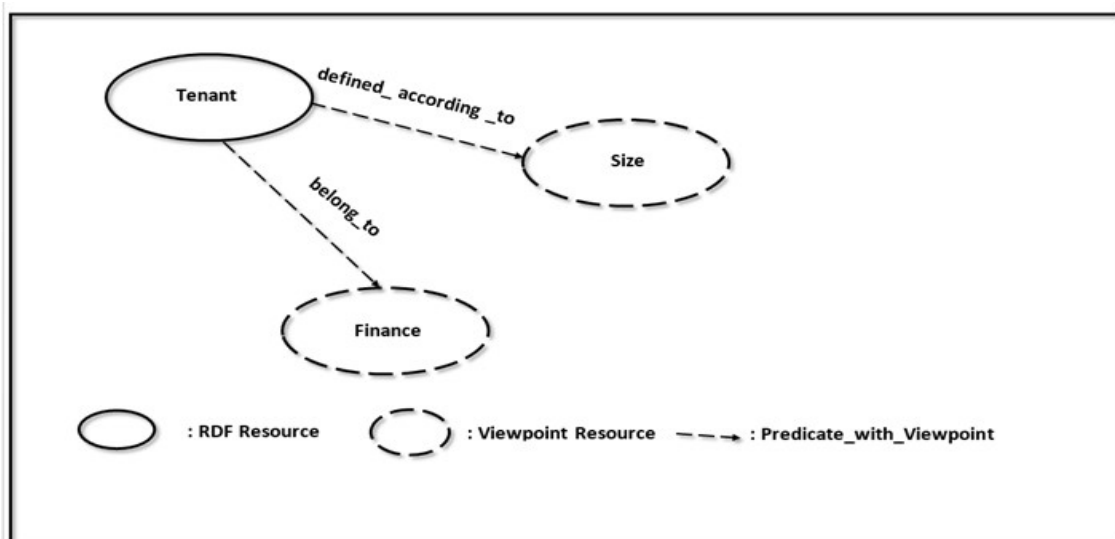 Tenant
defined_ according _to
Size
belong_to
Finance
: RDF Resource
: Viewpoint Resource
: Predicate_with_Viewpoint